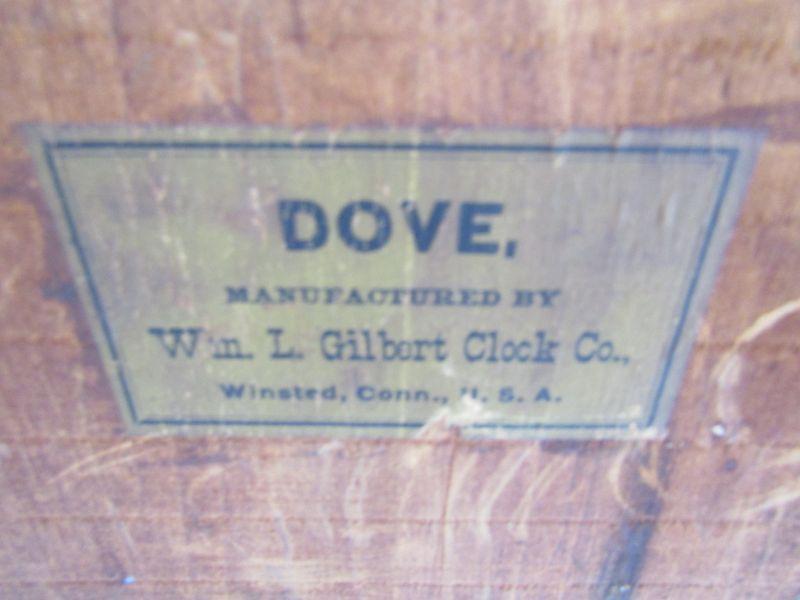 DOVE,
MANUFACTURED BY
Wm. L. Gilbert Clock Co.,
Winsted, Conn., U. S. A.